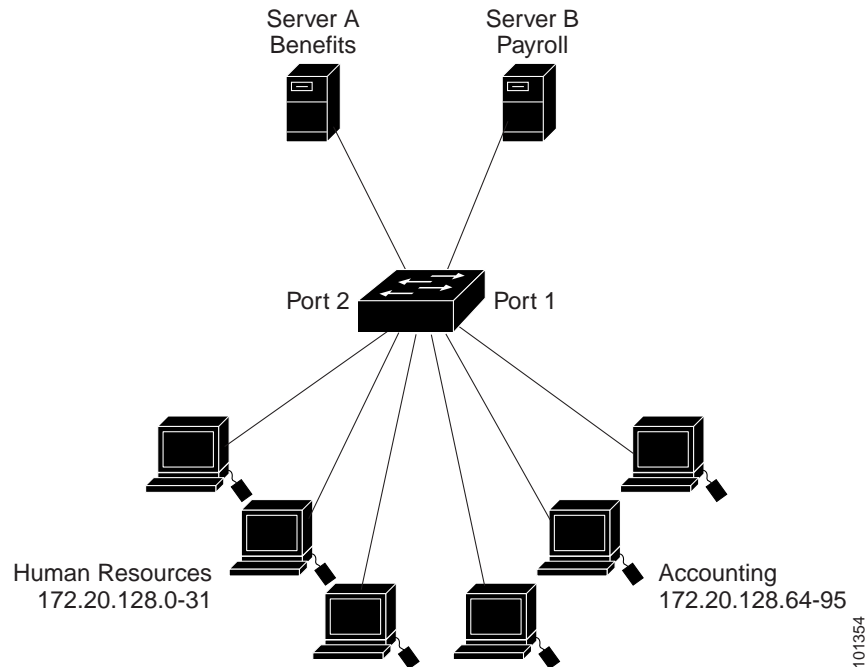 Server A
Benefits
Server B
Payroll
Port 2
Port 1
Human Resources
172.20.128.0-31
Accounting
172.20.128.64-95
101354